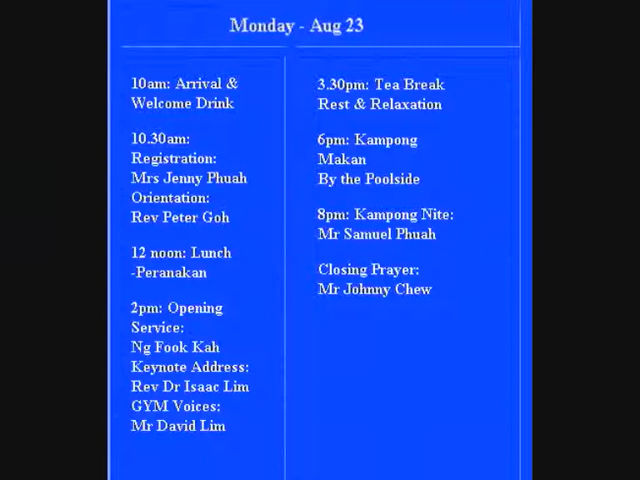 Monday - Aug 23
10am: Arrival &
Welcome Drink
10.30am:
Registration:
Mrs Jenny Phuah
Orientation:
Rev Peter Goh
12 noon: Lunch
-Peranakan
2pm: Opening
Service:
Ng Fook Kah
Keynote Address:
Rev Dr Isaac Lim
GYM Voices:
Mr David Lim
3.30pm: Tea Break
Rest & Relaxation
6pm: Kampong
Makan
By the Poolside
8pm: Kampong Nite:
Mr Samuel Phuah
Closing Prayer:
Mr Johnny Chew